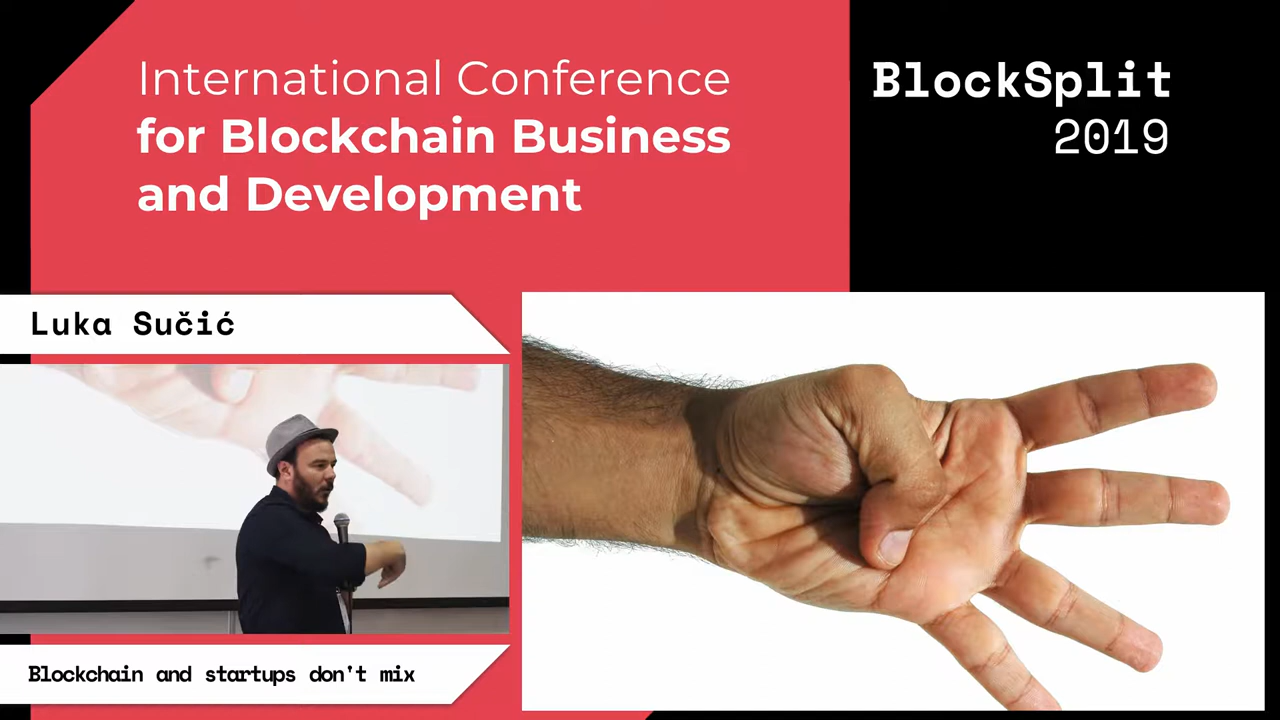 International Conference
for Blockchain Business
and Development
BlockSplit
2019
Luka Sučić
Blockchain and startups don't mix